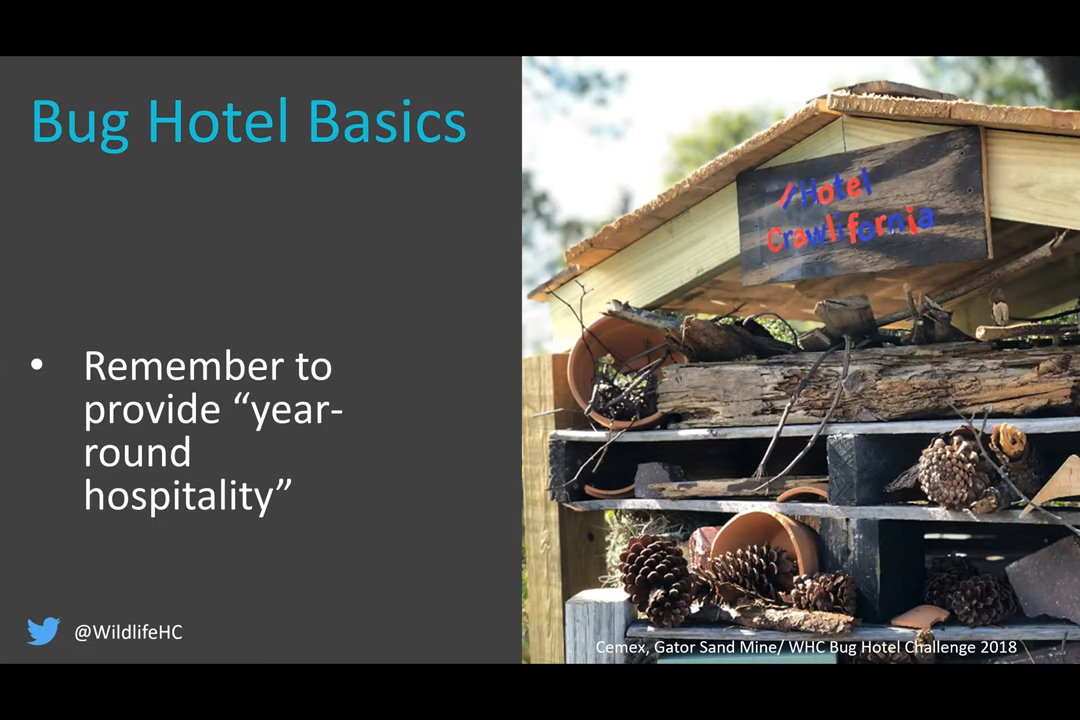 Bug Hotel Basics
• Remember to
provide “year-
round
hospitality”
@WildlifeHC
Hotel
Crawlifornia
Cemex, Gator Sand Mine/ WHC Bug Hotel Challenge 2018